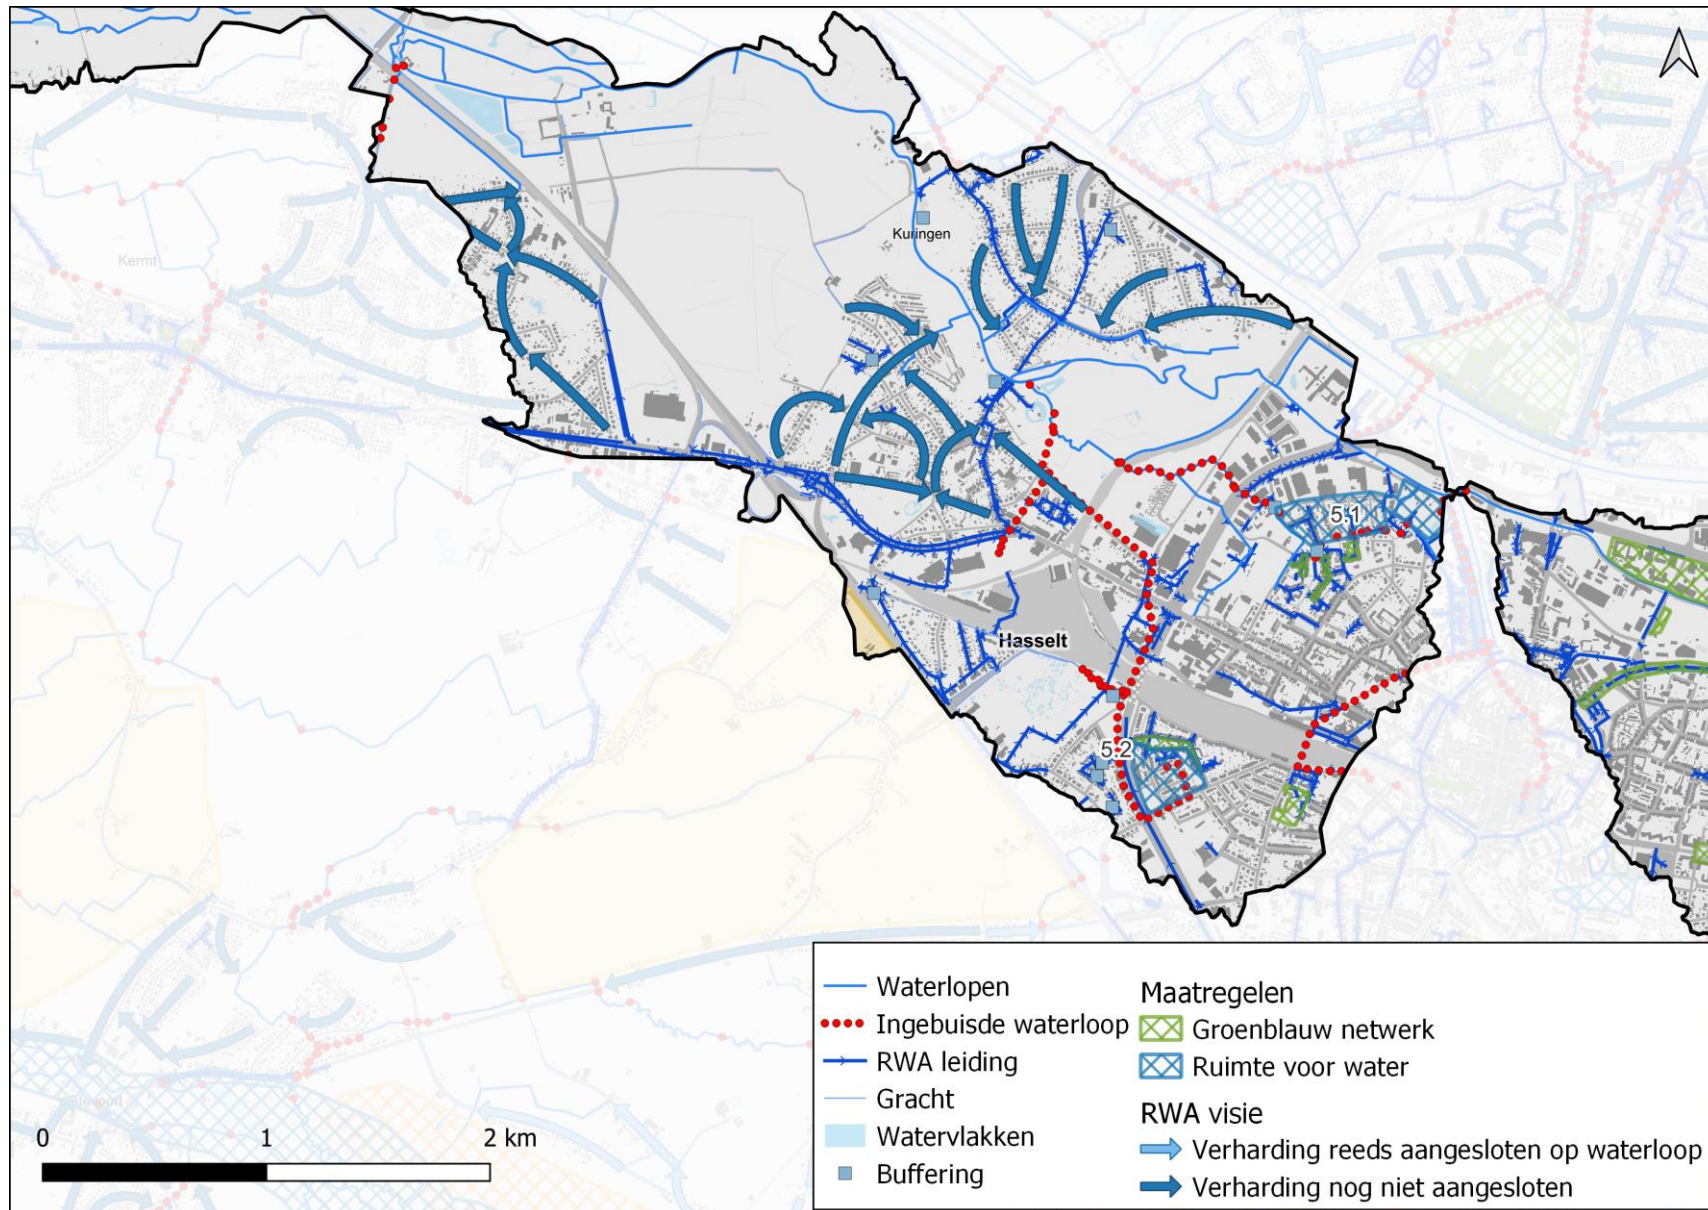 Kuringen
Kermt
5.1
Hasselt
5.2
Stevoort
Waterlopen
Ingebuisde waterloop
RWA leiding
Gracht
Watervlakken
Buffering
Maatregelen
Groenblauw netwerk
Ruimte voor water
RWA visie
Verharding reeds aangesloten op waterloop
Verharding nog niet aangesloten
0 1 2 km